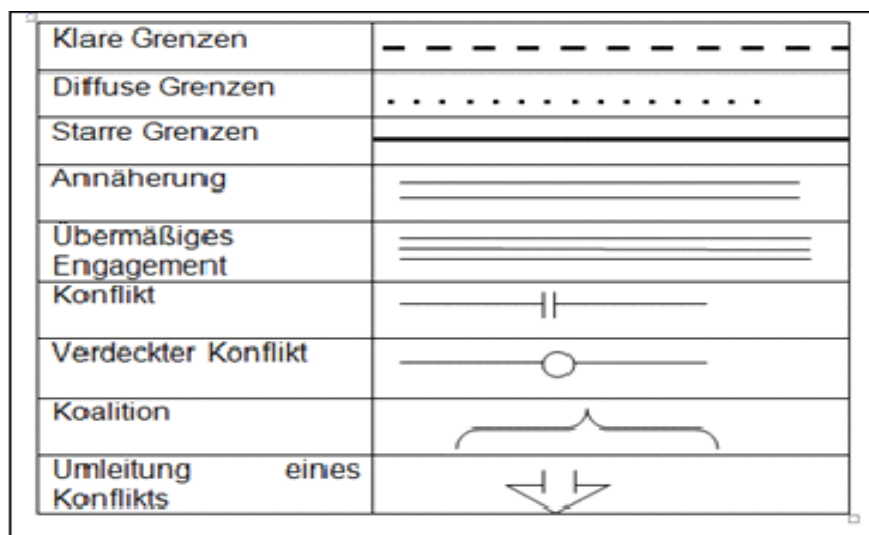 Klare Grenzen
Diffuse Grenzen
Starre Grenzen
Annäherung
Übermäßiges
Engagement
Konflikt
Verdeckter Konflikt
Koalition
Umleitung eines
Konflikts